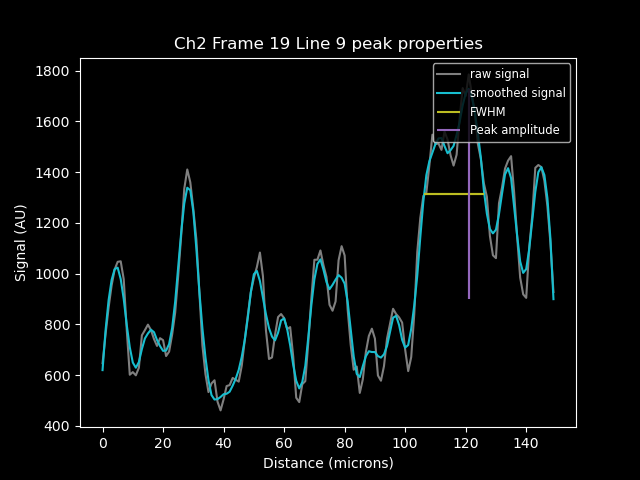 Ch2 Frame 19 Line 9 peak properties
raw signal
smoothed signal
FWHM
Peak amplitude
Signal (AU)
1800
1600
1400
1200
1000
800
600
400
0 20 40 60 80 100 120 140
Distance (microns)